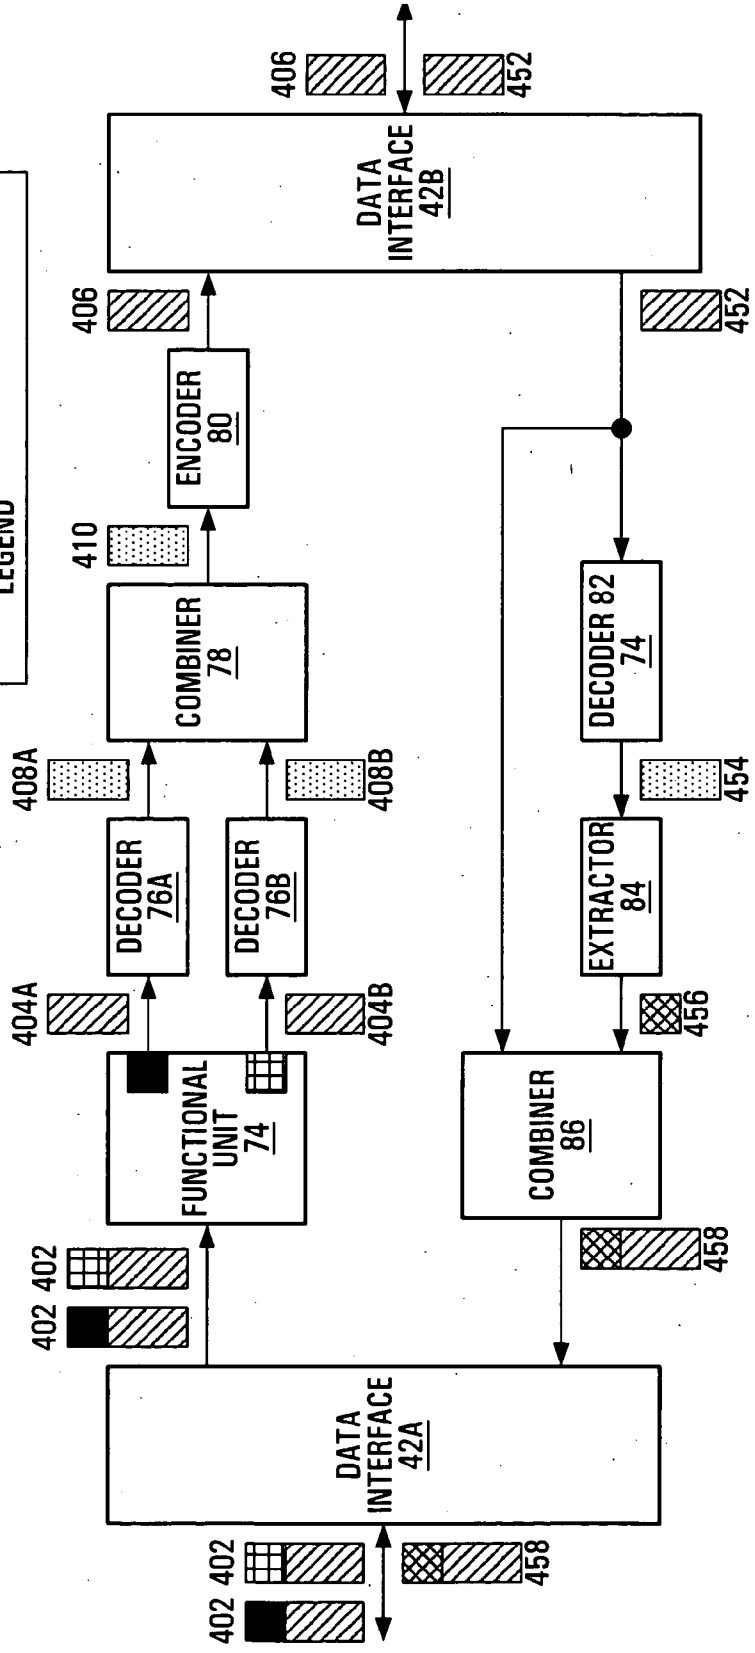 LEGEND
402
402
DATA
INTERFACE
42A
458
402
402
FUNCTIONAL
UNIT
74
404A
404B
DECODER
76A
DECODER
76B
408A
408B
COMBINER
78
410
ENCODER
80
406
DATA
INTERFACE
42B
406
452
452
DECODER 82
74
454
EXTRACTOR
84
456
COMBINER
86
458